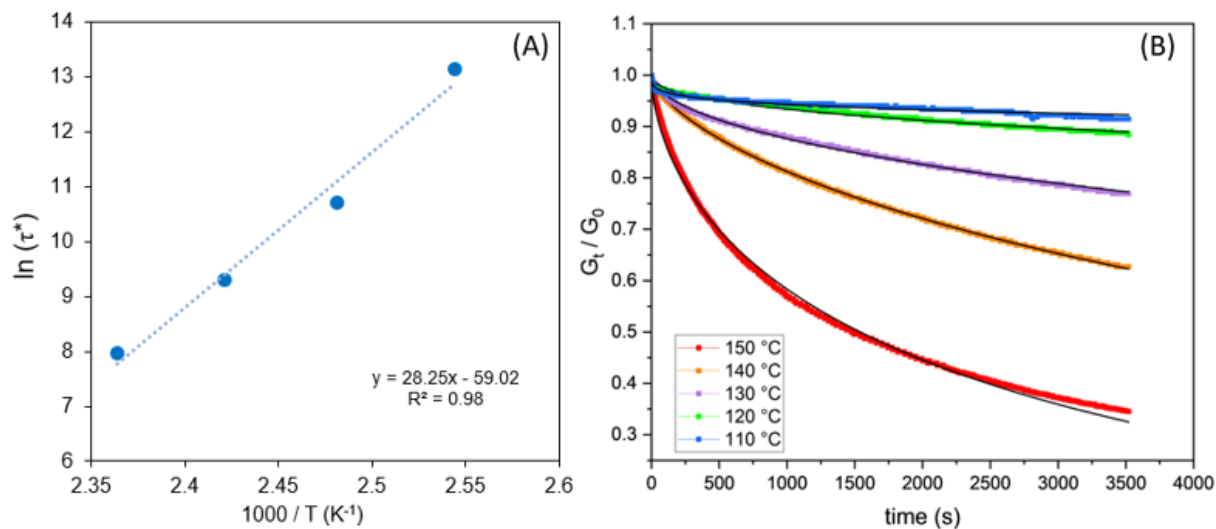 (A)
14
13
12
11
10
9
8
7
6
ln (τ*)
y = 28.25x - 59.02
R² = 0.98
2.35 2.4 2.45 2.5 2.55 2.6
1000 / T (K⁻¹)
(B)
1.1
1.0
0.9
0.8
0.7
0.6
0.5
0.4
0.3
Gₜ / G₀
150 °C
140 °C
130 °C
120 °C
110 °C
0 500 1000 1500 2000 2500 3000 3500 4000
time (s)